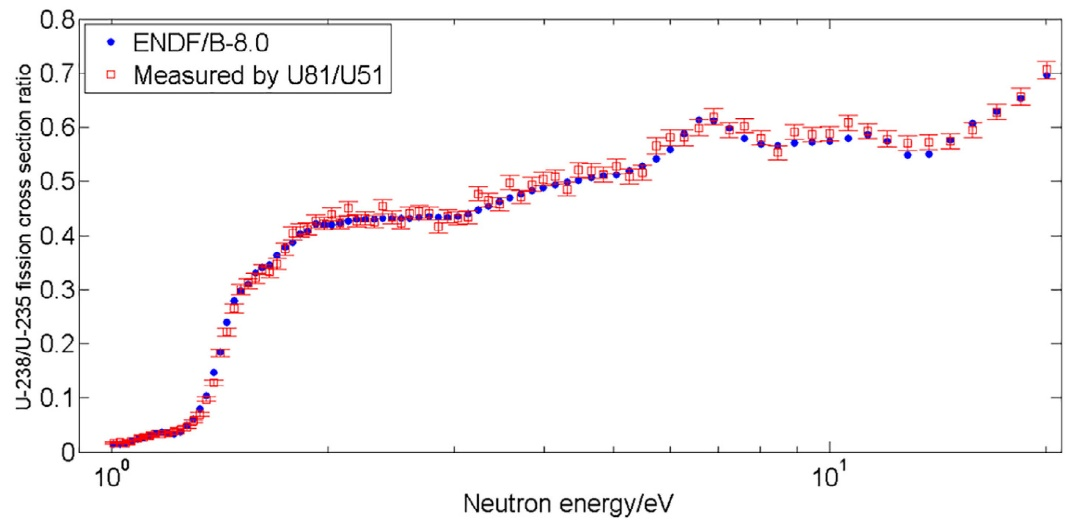 0.8
0.7
0.6
0.5
0.4
0.3
0.2
0.1
0
U-238/U-235 fission cross section ratio
ENDF/B-8.0
Measured by U81/U51
10⁰
10¹
Neutron energy/eV